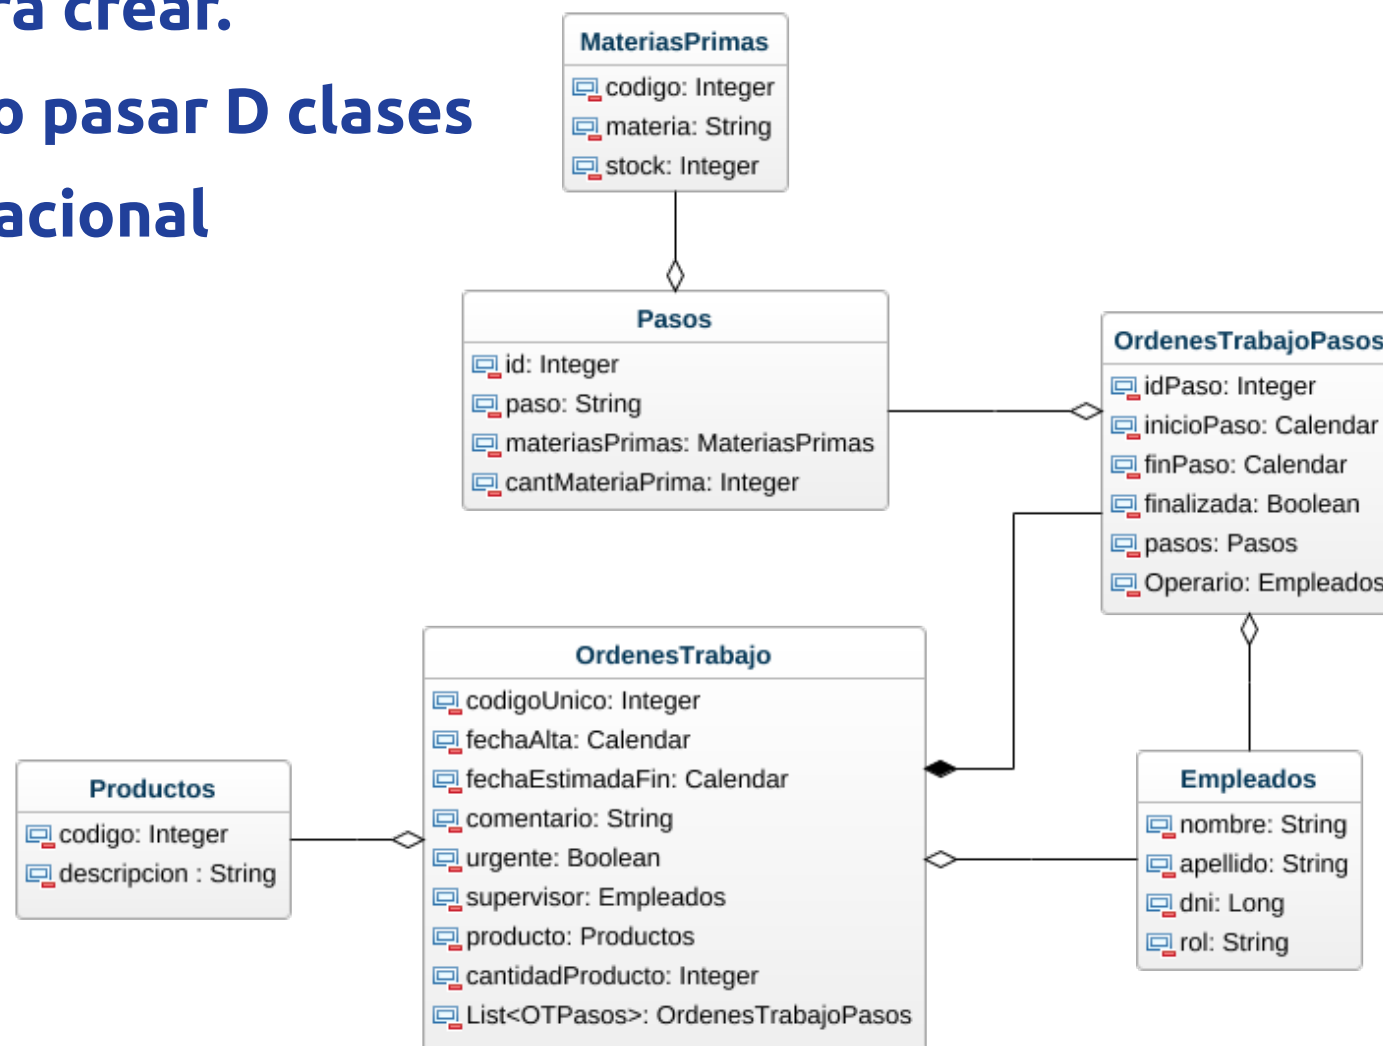 ra crear.
o pasar D clases
acional
MateriasPrimas
codigo: Integer
materia: String
stock: Integer
Pasos
id: Integer
paso: String
materiasPrimas: MateriasPrimas
cantMateriaPrima: Integer
OrdenesTrabajoPasos
idPaso: Integer
inicioPaso: Calendar
finPaso: Calendar
finalizada: Boolean
pasos: Pasos
Operario: Empleados
OrdenesTrabajo
codigoUnico: Integer
fechaAlta: Calendar
fechaEstimadaFin: Calendar
comentario: String
urgente: Boolean
supervisor: Empleados
producto: Productos
cantidadProducto: Integer
List<OTPasos>: OrdenesTrabajoPasos
Productos
codigo: Integer
descripcion : String
Empleados
nombre: String
apellido: String
dni: Long
rol: String